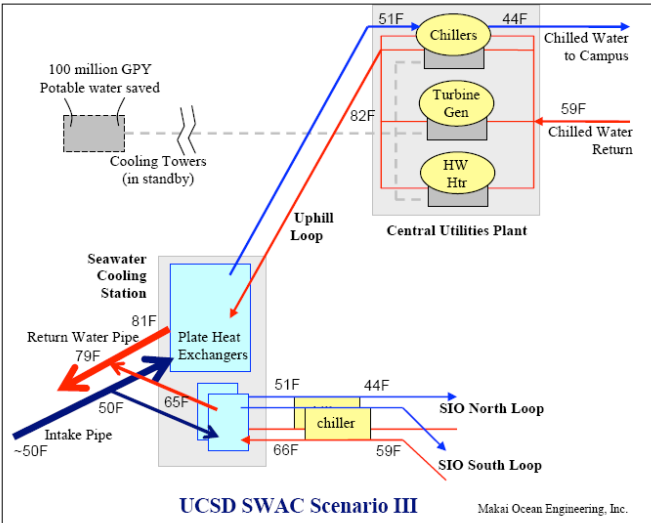 51F
44F
Chillers
Chilled Water
to Campus
100 million GPY
Potable water saved
Turbine
Gen
82F
59F
Chilled Water
Return
Cooling Towers
(in standby)
HW
Htr
Uphill
Loop
Central Utilities Plant
Seawater
Cooling
Station
81F
Return Water Pipe
Plate Heat
Exchangers
79F
51F
44F
65F
50F
...
SIO North Loop
chiller
Intake Pipe
~50F
66F
59F
SIO South Loop
UCSD SWAC Scenario III
Makai Ocean Engineering, Inc.